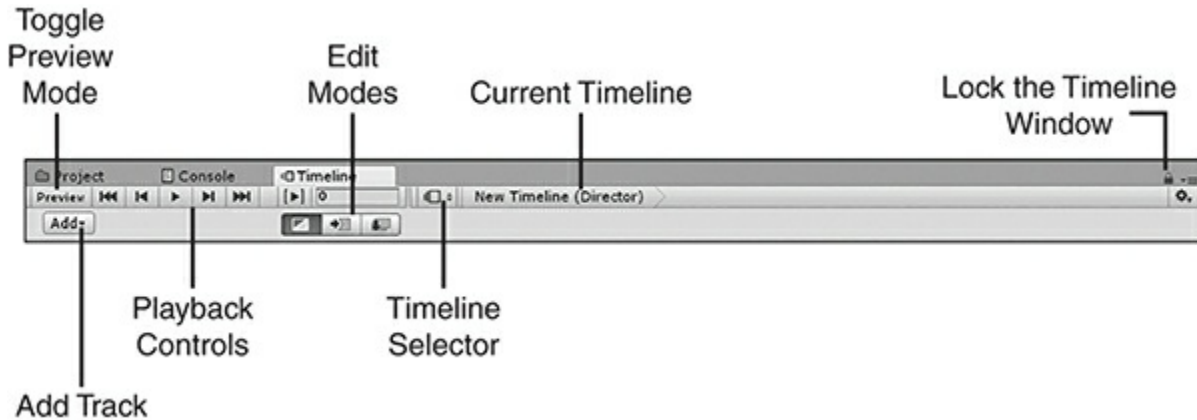 Toggle
Preview
Mode
Edit
Modes
Current Timeline
Lock the Timeline
Window
Project
Console
Timeline
Preview
0
New Timeline (Director)
Add
Playback
Controls
Timeline
Selector
Add Track